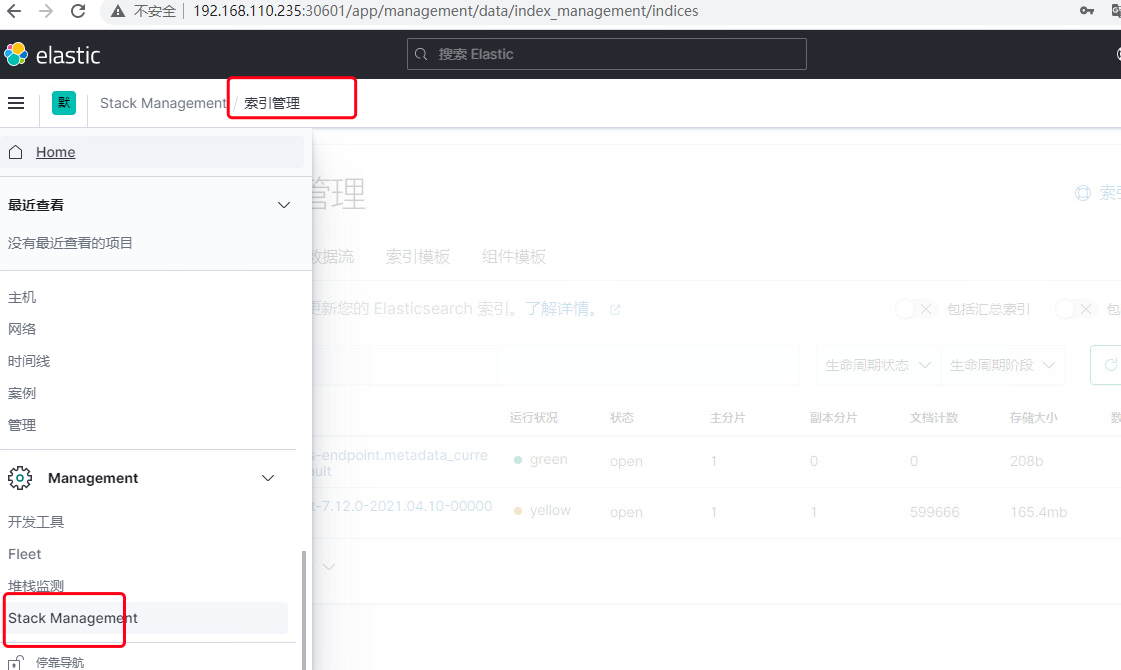 不安全 192.168.110.235:30601/app/management/data/index_management/indices
elastic
搜索 Elastic
默 Stack Management / 索引管理
Home
管理
最近查看
索引
没有最近查看的项目
数据流 索引模板 组件模板
主机
更新您的 Elasticsearch 索引。了解详情。 包括汇总索引 包
网络
时间线
生命周期状态 生命周期阶段
案例
运行状况 状态 主分片 副本分片 文档计数 存储大小 数
管理
s-endpoint.metadata_curre
ault
green open 1 0 0 208b
Management
t-7.12.0-2021.04.10-00000 yellow open 1 1 599666 165.4mb
开发工具
Fleet
堆栈监测
Stack Management
停靠导航